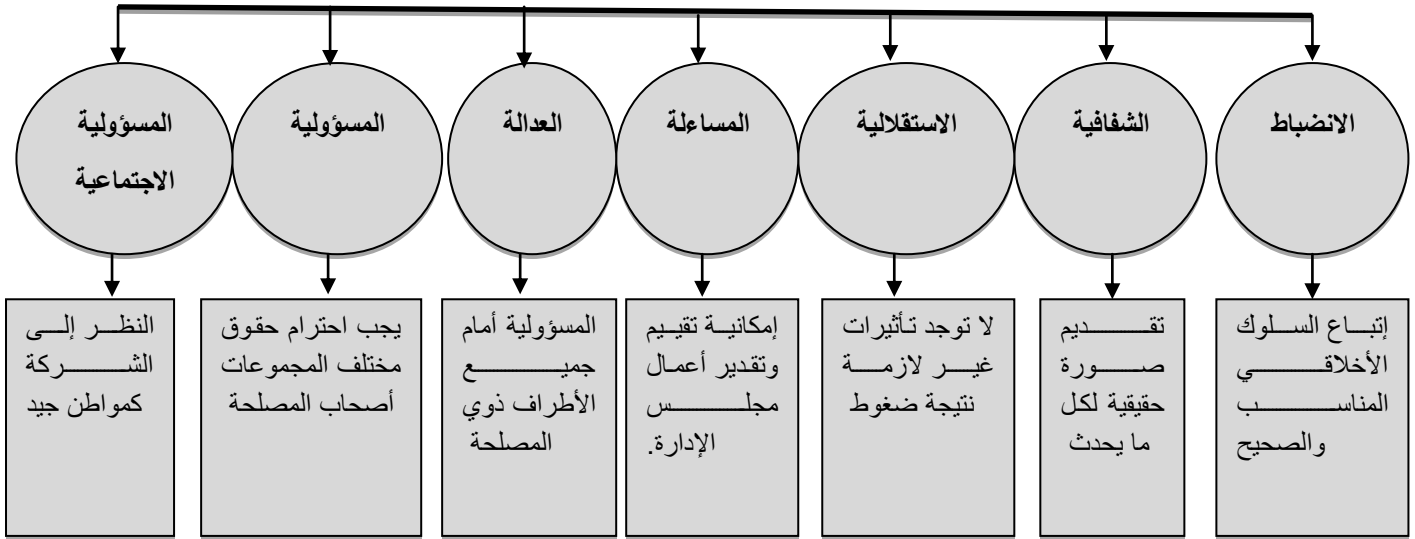 الانضباط
الشفافية
الاستقلالية
المساءلة
العدالة
المسؤولية
المسؤولية
الاجتماعية
إتباع السلوك
الأخلاقي
المناسب
والصحيح
تقديم
صورة
حقيقية لكل
ما يحدث
لا توجد تأثيرات
غير لازمة
نتيجة ضغوط
إمكانية تقييم
وتقدير أعمال
مجلس
الإدارة.
المسؤولية أمام
جميع
الأطراف ذوي
المصلحة
يجب احترام حقوق
مختلف المجموعات
أصحاب المصلحة
النظر إلى
الشركة
كمواطن جيد